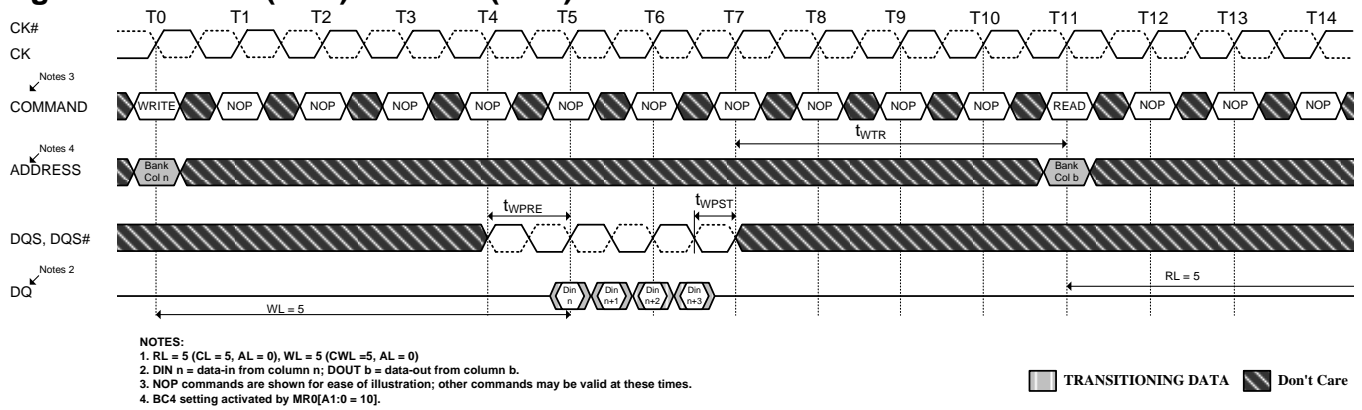 T0 T1 T2 T3 T4 T5 T6 T7 T8 T9 T10 T11 T12 T13 T14
CK#
CK
Notes 3
COMMAND
WRITE NOP NOP NOP NOP NOP NOP NOP NOP NOP NOP READ NOP NOP NOP
tWTR
Notes 4
ADDRESS
Bank Col n
Bank Col b
tWPRE
tWPST
DQS, DQS#
Notes 2
DQ
Din n
Din n+1
Din n+2
Din n+3
WL = 5
RL = 5
NOTES:
1. RL = 5 (CL = 5, AL = 0), WL = 5 (CWL =5, AL = 0)
2. DIN n = data-in from column n; DOUT b = data-out from column b.
3. NOP commands are shown for ease of illustration; other commands may be valid at these times.
4. BC4 setting activated by MR0[A1:0 = 10].
TRANSITIONING DATA
Don't Care